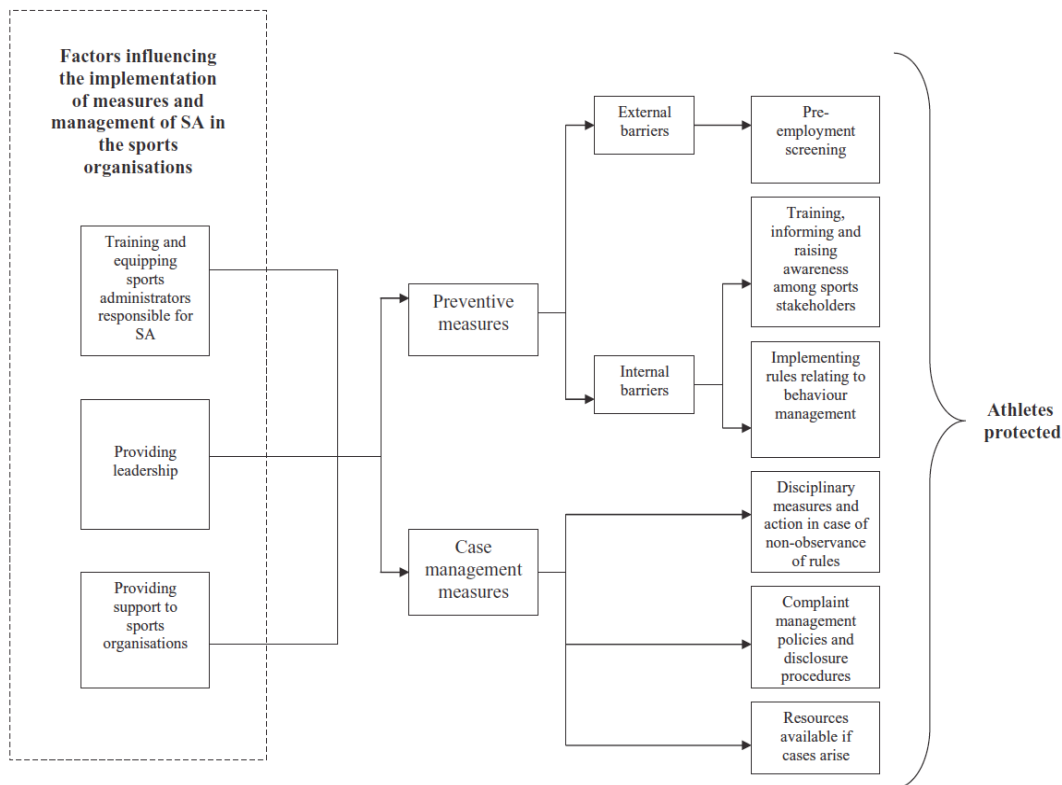 Factors influencing
the implementation
of measures and
management of SA in
the sports
organisations
Training and
equipping
sports
administrators
responsible for
SA
Providing
leadership
Providing
support to
sports
organisations
Preventive
measures
Case
management
measures
External
barriers
Internal
barriers
Pre-
employment
screening
Training,
informing and
raising
awareness
among sports
stakeholders
Implementing
rules relating to
behaviour
management
Disciplinary
measures and
action in case of
non-observance
of rules
Complaint
management
policies and
disclosure
procedures
Resources
available if
cases arise
Athletes
protected